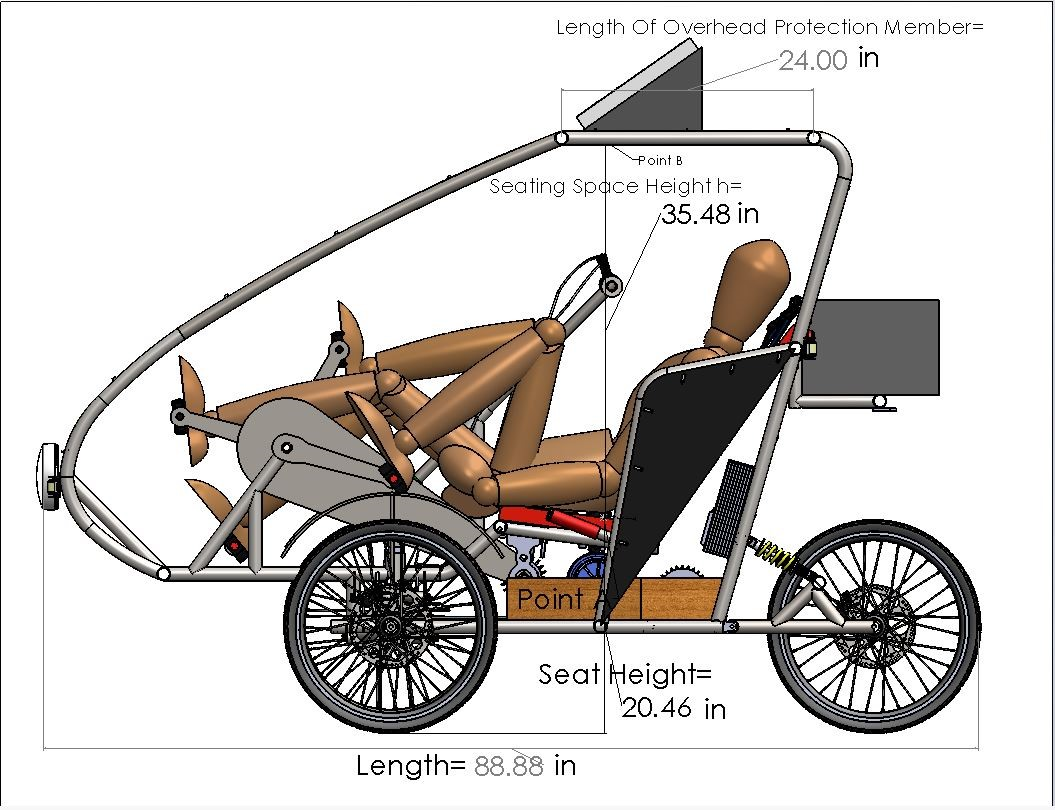 Length Of Overhead Protection Member=
24.00 in
Point B
Seating Space Height h=
35.48 in
Point A
Seat Height=
20.46 in
Length= 88.88 in